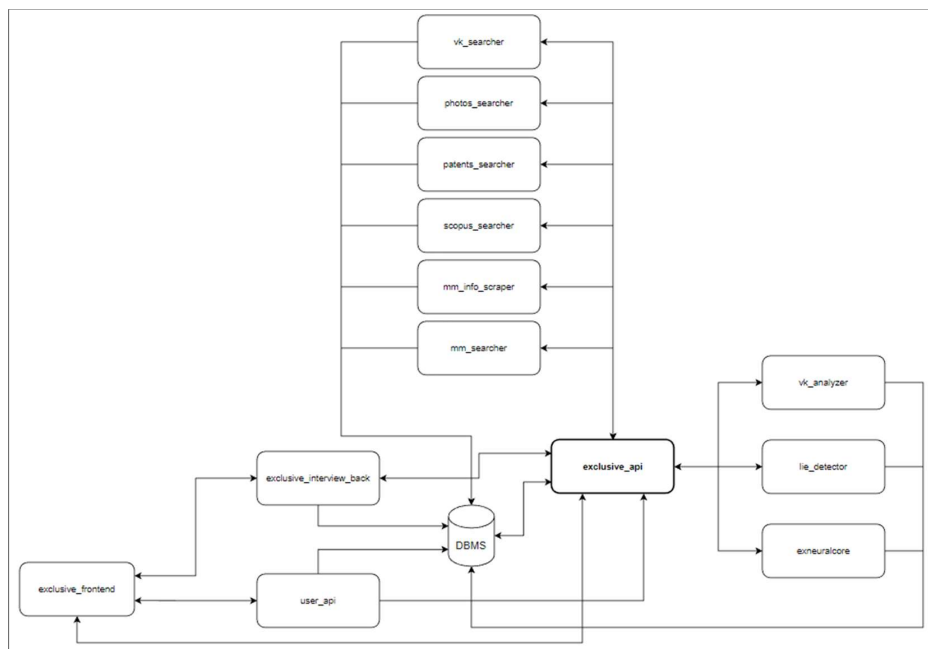 vk_searcher
photos_searcher
patents_searcher
scopus_searcher
mm_info_scraper
mm_searcher
vk_analyzer
exclusive_api
lie_detector
exclusive_interview_back
DBMS
exneuralcore
exclusive_frontend
user_api